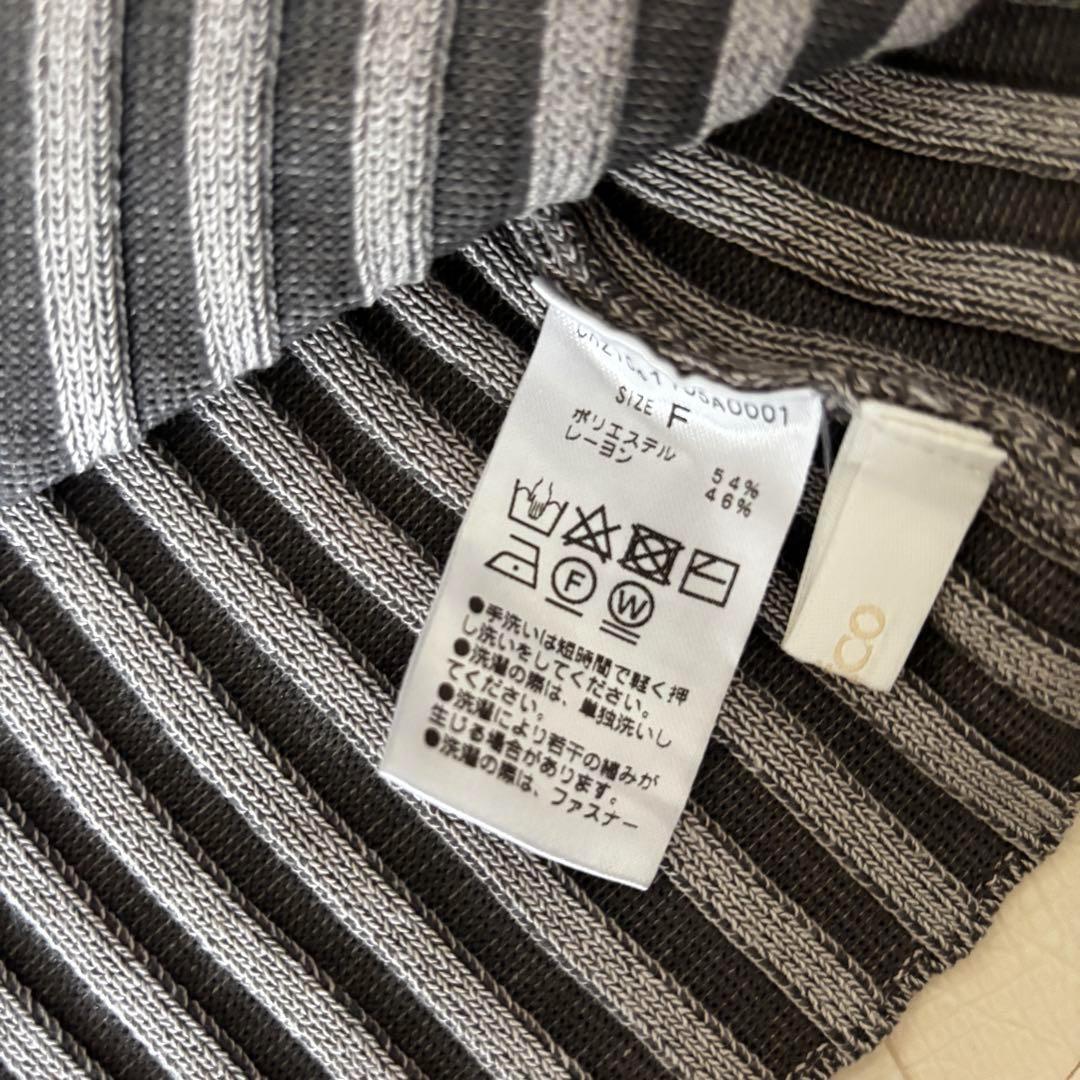 SIZE F
ポリエステル 54%
レーヨン 46%
F
W
●手洗いは短時間で軽く押
し洗いをしてください。
●洗濯の際は、単独洗いし
てください。
●洗濯により若干の縮みが
生じる場合があります。
●洗濯の際は、ファスナー